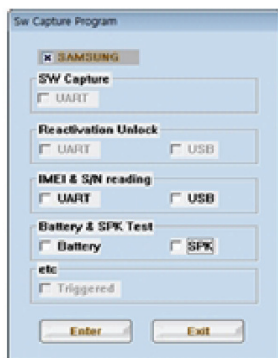 Sw Capture Program
SAMSUNG
SW Capture
UART
Reactivation Unlock
UART USB
IMEI & S/N reading
UART USB
Battery & SPK Test
Battery SPK
etc
Triggered
Enter Exit